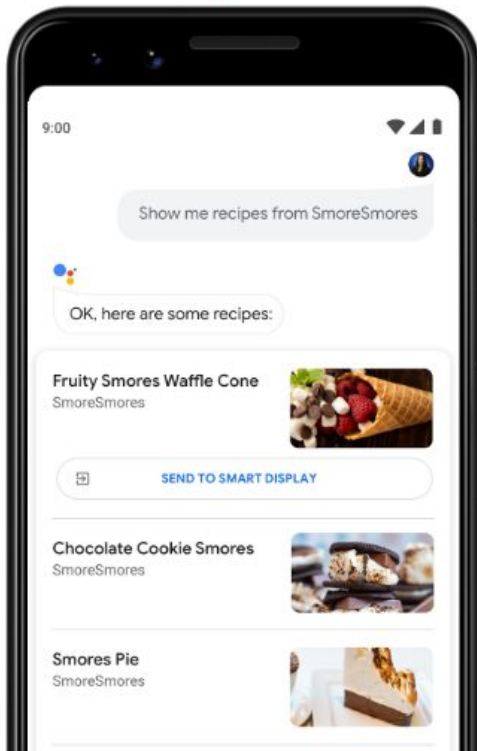 9:00
Show me recipes from SmoreSmores
OK, here are some recipes:
Fruity Smores Waffle Cone
SmoreSmores
SEND TO SMART DISPLAY
Chocolate Cookie Smores
SmoreSmores
Smores Pie
SmoreSmores